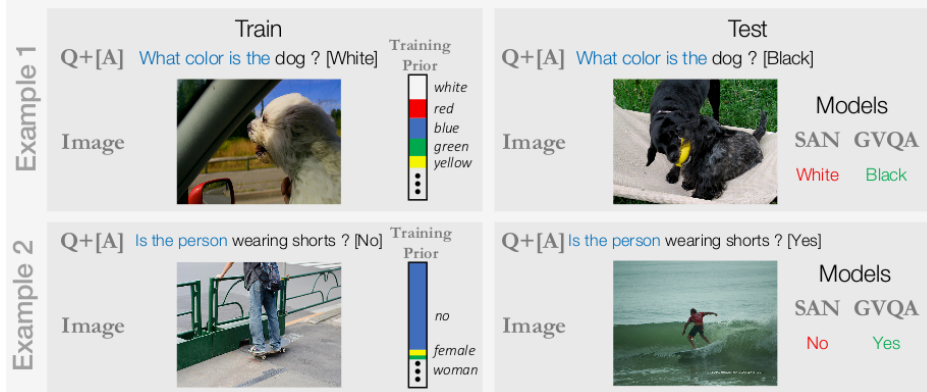 Train
Example 1
Q+[A] What color is the dog ? [White]
Training
Prior
white
red
blue
green
yellow
Image
Test
Q+[A] What color is the dog ? [Black]
Image
Models
SAN GVQA
White Black
Example 2
Q+[A] Is the person wearing shorts ? [No]
Training
Prior
no
female
woman
Image
Q+[A] Is the person wearing shorts ? [Yes]
Image
Models
SAN GVQA
No Yes